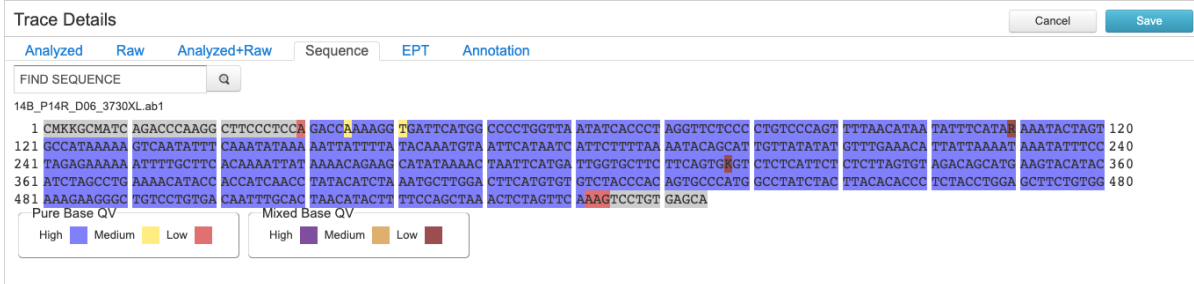 Trace Details
Cancel Save
Analyzed Raw Analyzed+Raw Sequence EPT Annotation
FIND SEQUENCE
14B_P14R_D06_3730XL.ab1
1 CMKKGCMATC AGACCCAAGG CTTCCCTCCA GACCAAAAGG TGATTCATGG CCCCTGGTTA ATATCACCCT AGGTTCTCCC CTGTCCCAGT TTTAACATAA TATTTCATAR AAATACTAGT 120
121 GCCATAAAAA GTCAATATTT CAAATATAAA AATTATTTTA TACAAATGTA ATTCATAATC ATTCTTTTAA AATACAGCAT TGTTATATAT GTTTGAAACA TTATTAAAAT AAATATTTCC 240
241 TAGAGAAAAA ATTTTGCTTC ACAAAATTAT AAAACAGAAG CATATAAAAC TAATTCATGA TTGGTGCTTC TTCAGTGKGT CTCTCATTCT CTCTTAGTGT AGACAGCATG AAGTACATAC 360
361 ATCTAGCCTG AAAACATACC ACCATCAACC TATACATCTA AATGCTTGGA CTTCATGTGT GTCTACCCAC AGTGCCCATG GCCTATCTAC TTACACACCC TCTACCTGGA GCTTCTGTGG 480
481 AAAGAAGGGC TGTCCTGTGA CAATTTGCAC TAACATACTT TTCCAGCTAA ACTCTAGTTC AAAGTCCTGT GAGCA
Pure Base QV Mixed Base QV
High Medium Low High Medium Low